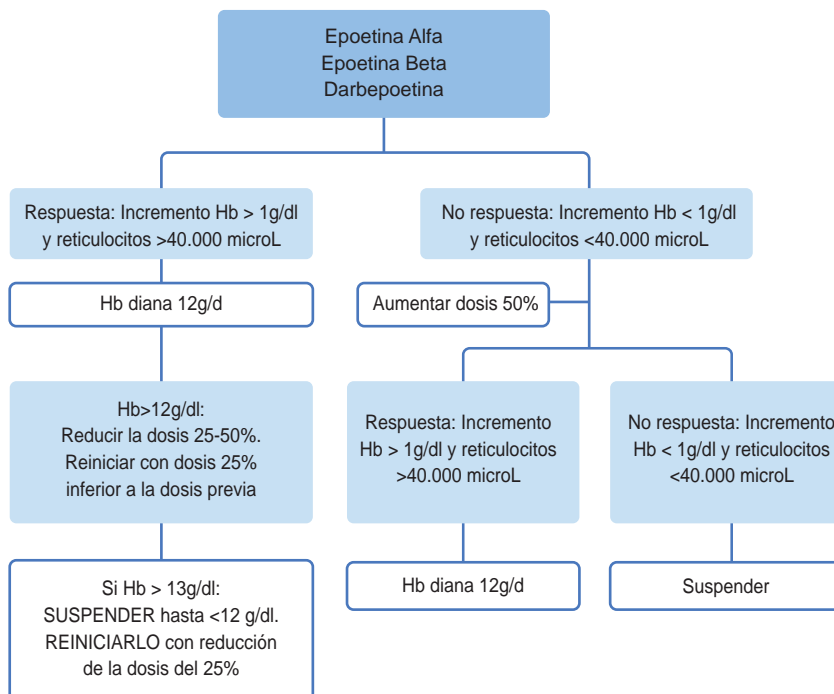 Epoetina Alfa
Epoetina Beta
Darbepoetina
Respuesta: Incremento Hb > 1g/dl
y reticulocitos >40.000 microL
No respuesta: Incremento Hb < 1g/dl
y reticulocitos <40.000 microL
Hb diana 12g/d
Aumentar dosis 50%
Hb>12g/dl:
Reducir la dosis 25-50%.
Reiniciar con dosis 25%
inferior a la dosis previa
Respuesta: Incremento
Hb > 1g/dl y reticulocitos
>40.000 microL
No respuesta: Incremento
Hb < 1g/dl y reticulocitos
<40.000 microL
Si Hb > 13g/dl:
SUSPENDER hasta <12 g/dl.
REINICIARLO con reducción
de la dosis del 25%
Hb diana 12g/d
Suspender